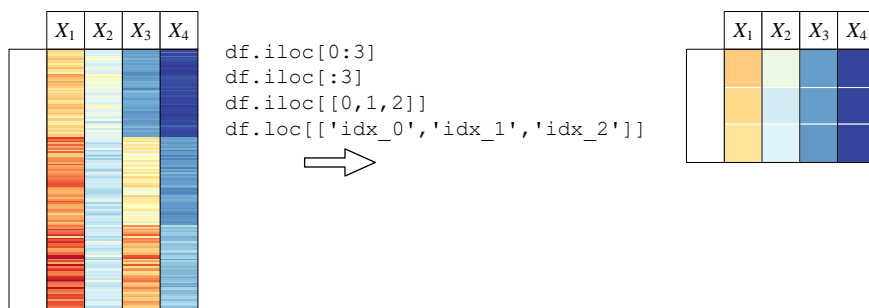 X1 X2 X3 X4
df.iloc[0:3]
df.iloc[:3]
df.iloc[[0,1,2]]
df.loc[['idx_0','idx_1','idx_2']]
X1 X2 X3 X4